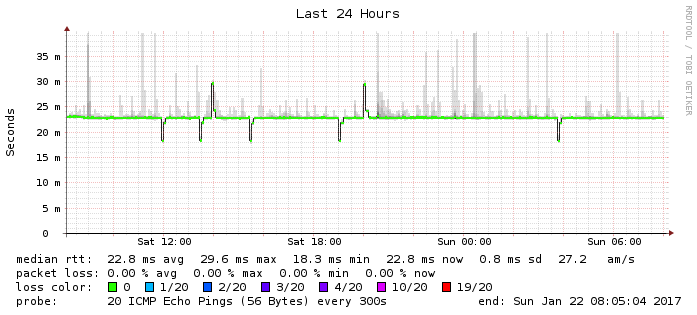 Last 24 Hours
RRDTOOL / TOBI OETIKER
Seconds
35 m
30 m
25 m
20 m
15 m
10 m
5 m
0
Sat 12:00 Sat 18:00 Sun 00:00 Sun 06:00
median rtt: 22.8 ms avg 29.6 ms max 18.3 ms min 22.8 ms now 0.8 ms sd 27.2 am/s
packet loss: 0.00 % avg 0.00 % max 0.00 % min 0.00 % now
loss color: 0 1/20 2/20 3/20 4/20 10/20 19/20
probe: 20 ICMP Echo Pings (56 Bytes) every 300s end: Sun Jan 22 08:05:04 2017